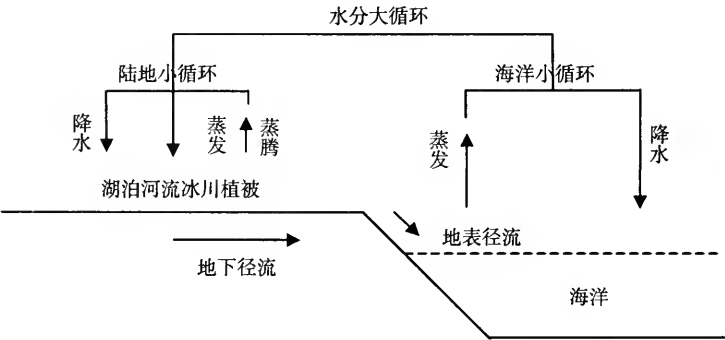 水分大循环
陆地小循环
海洋小循环
降水
蒸发
蒸腾
蒸发
降水
湖泊河流冰川植被
地表径流
地下径流
海洋